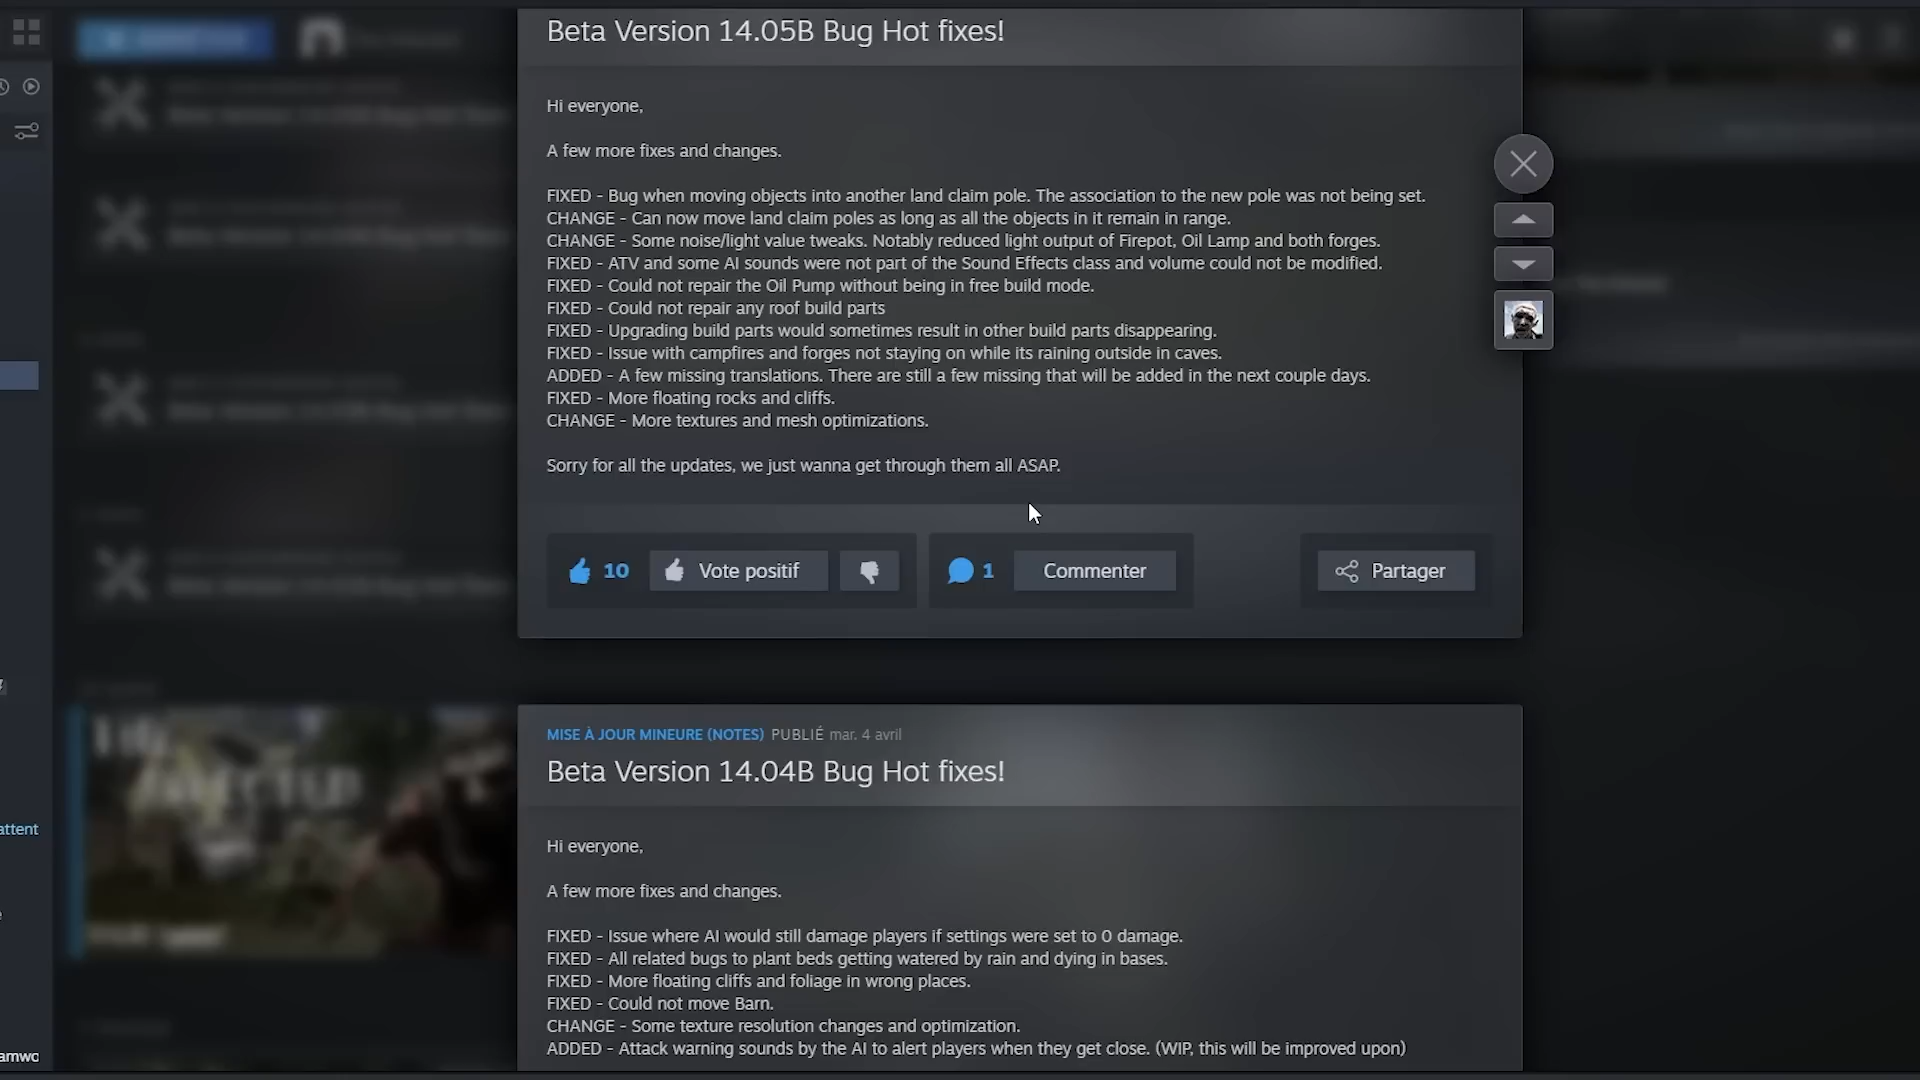 Beta Version 14.05B Bug Hot fixes!
Hi everyone,
A few more fixes and changes.
FIXED - Bug when moving objects into another land claim pole. The association to the new pole was not being set.
CHANGE - Can now move land claim poles as long as all the objects in it remain in range.
CHANGE - Some noise/light value tweaks. Notably reduced light output of Firepot, Oil Lamp and both forges.
FIXED - ATV and some AI sounds were not part of the Sound Effects class and volume could not be modified.
FIXED - Could not repair the Oil Pump without being in free build mode.
FIXED - Could not repair any roof build parts
FIXED - Upgrading build parts would sometimes result in other build parts disappearing.
FIXED - Issue with campfires and forges not staying on while its raining outside in caves.
ADDED - A few missing translations. There are still a few missing that will be added in the next couple days.
FIXED - More floating rocks and cliffs.
CHANGE - More textures and mesh optimizations.
Sorry for all the updates, we just wanna get through them all ASAP.
10 Vote positif 1 Commenter Partager
MISE À JOUR MINEURE (NOTES) PUBLIÉ mar. 4 avril
Beta Version 14.04B Bug Hot fixes!
attent
Hi everyone,
A few more fixes and changes.
FIXED - Issue where AI would still damage players if settings were set to 0 damage.
FIXED - All related bugs to plant beds getting watered by rain and dying in bases.
FIXED - More floating cliffs and foliage in wrong places.
FIXED - Could not move Barn.
CHANGE - Some texture resolution changes and optimization.
ADDED - Attack warning sounds by the AI to alert players when they get close. (WIP, this will be improved upon)
amwc